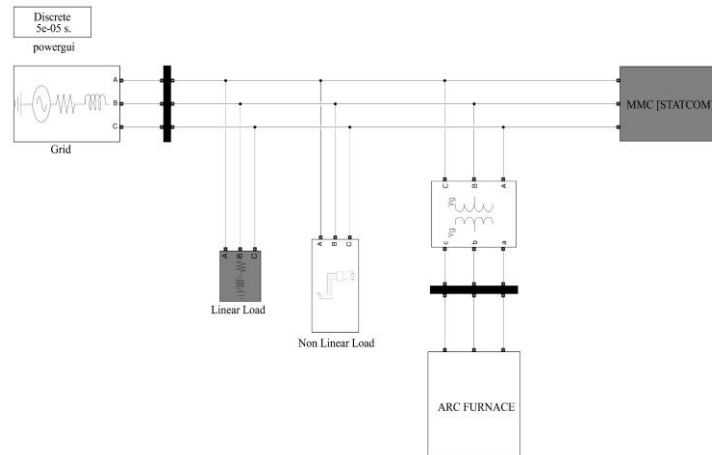 Discrete
5e-05 s.
powergui
A
B
C
Grid
MMC [STATCOM
A
B
C
Linear Load
A
B
C
Non Linear Load
C
B
A
Yg
Yg
c
b
a
ARC FURNACE